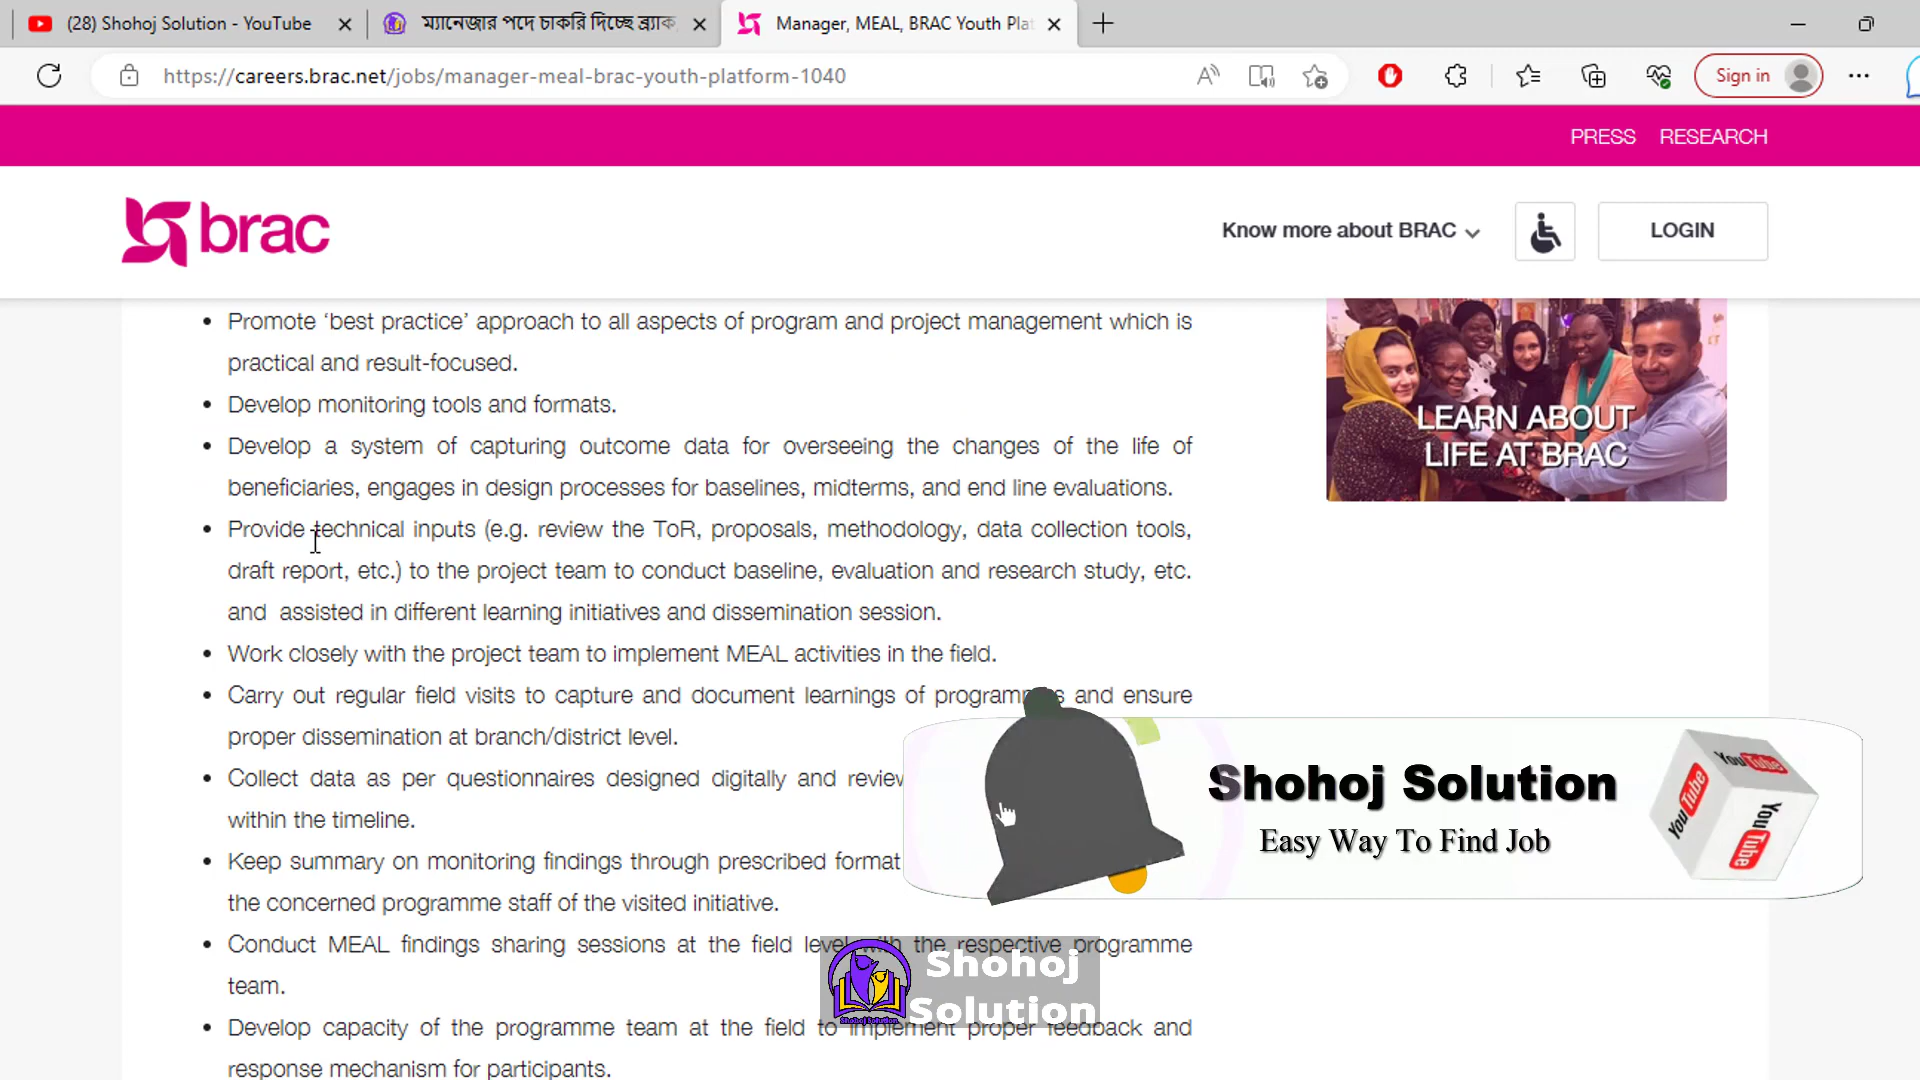 (28) Shohoj Solution - YouTube
ম্যানেজার পদে চাকরি দিচ্ছে ব্র্যাক
Manager, MEAL, BRAC Youth Pla
https://careers.brac.net/jobs/manager-meal-brac-youth-platform-1040
Sign in
PRESS RESEARCH
brac
Know more about BRAC
LOGIN
• Promote ‘best practice’ approach to all aspects of program and project management which is
practical and result-focused.
• Develop monitoring tools and formats.
• Develop a system of capturing outcome data for overseeing the changes of the life of
beneficiaries, engages in design processes for baselines, midterms, and end line evaluations.
• Provide technical inputs (e.g. review the ToR, proposals, methodology, data collection tools,
draft report, etc.) to the project team to conduct baseline, evaluation and research study, etc.
and assisted in different learning initiatives and dissemination session.
• Work closely with the project team to implement MEAL activities in the field.
• Carry out regular field visits to capture and document learnings of programmes and ensure
proper dissemination at branch/district level.
• Collect data as per questionnaires designed digitally and review
within the timeline.
• Keep summary on monitoring findings through prescribed format
the concerned programme staff of the visited initiative.
• Conduct MEAL findings sharing sessions at the field level with the respective programme
team.
• Develop capacity of the programme team at the field to implement proper feedback and
response mechanism for participants.
LEARN ABOUT
LIFE AT BRAC
Shohoj Solution
Easy Way To Find Job
YouTube
YouTube
YouTube
Shohoj
Solution
Shohoj Solution